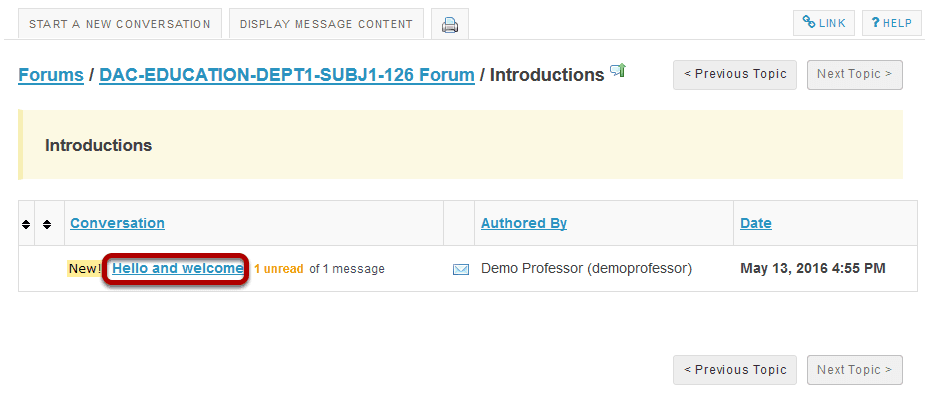 START A NEW CONVERSATION DISPLAY MESSAGE CONTENT LINK ? HELP
Forums / DAC-EDUCATION-DEPT1-SUBJ1-126 Forum / Introductions < Previous Topic Next Topic >
Introductions
Conversation Authored By Date
New! Hello and welcome 1 unread of 1 message Demo Professor (demoprofessor) May 13, 2016 4:55 PM
< Previous Topic Next Topic >